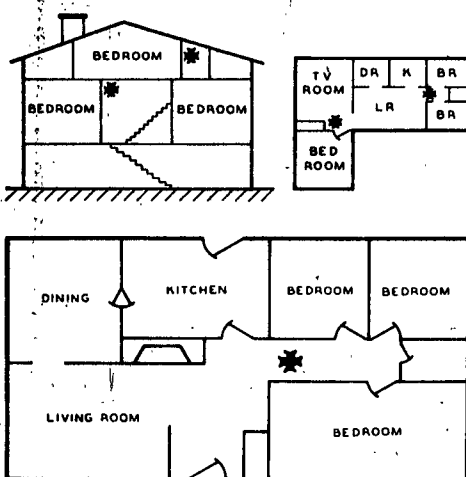 BEDROOM
BEDROOM
BEDROOM
TV
ROOM
DR
K
BR
LR
BR
BED
ROOM
DINING
KITCHEN
BEDROOM
BEDROOM
LIVING ROOM
BEDROOM